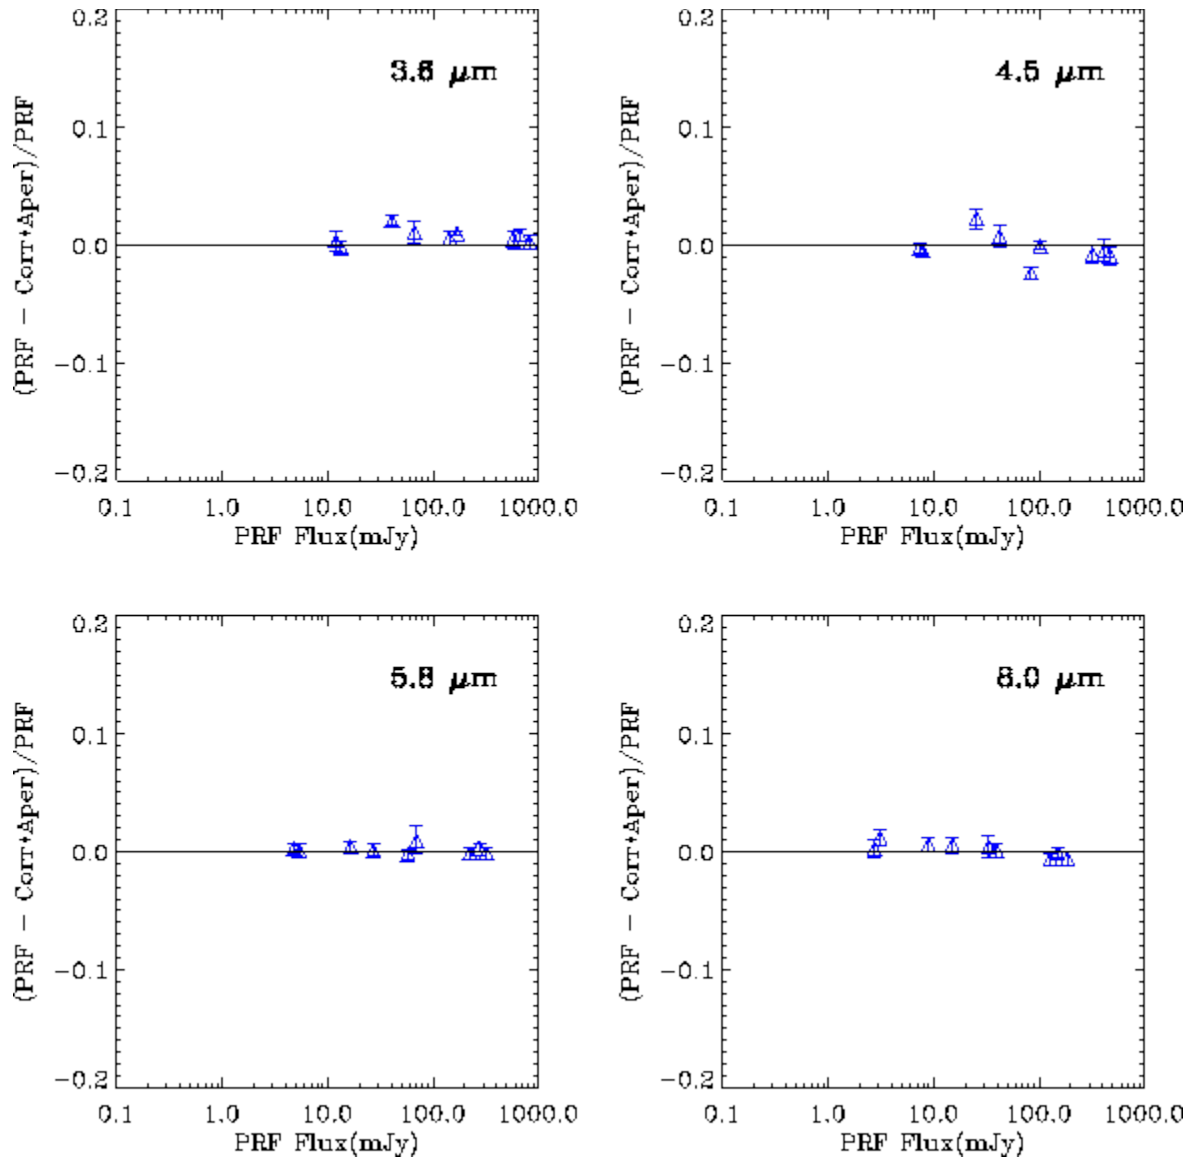 3.6 μm
(PRF − Corr*Aper)/PRF
0.2
0.1
0.0
−0.1
−0.2
0.1 1.0 10.0 100.0 1000.0
PRF Flux(mJy)
4.5 μm
(PRF − Corr*Aper)/PRF
0.2
0.1
0.0
−0.1
−0.2
0.1 1.0 10.0 100.0 1000.0
PRF Flux(mJy)
5.8 μm
(PRF − Corr*Aper)/PRF
0.2
0.1
0.0
−0.1
−0.2
0.1 1.0 10.0 100.0 1000.0
PRF Flux(mJy)
8.0 μm
(PRF − Corr*Aper)/PRF
0.2
0.1
0.0
−0.1
−0.2
0.1 1.0 10.0 100.0 1000.0
PRF Flux(mJy)